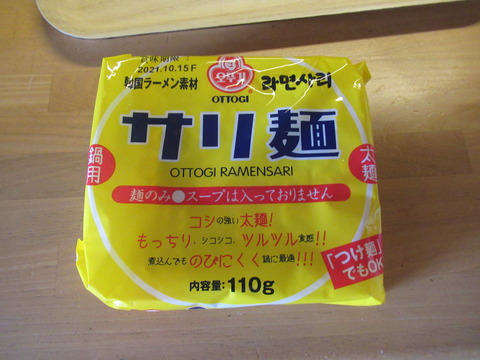 賞味期限
2021.10.15F
韓国ラーメン素材
오뚜기
OTTOGI
라면사리
サリ麺
OTTOGI RAMENSARI
鍋用
太麺
麺のみ●スープは入っておりません
コシの強い太麺!
もっちり、シコシコ、ツルツル食感!!
煮込んでものびにくく鍋に最適!!!
「つけ麺」
でもOK
内容量:110g